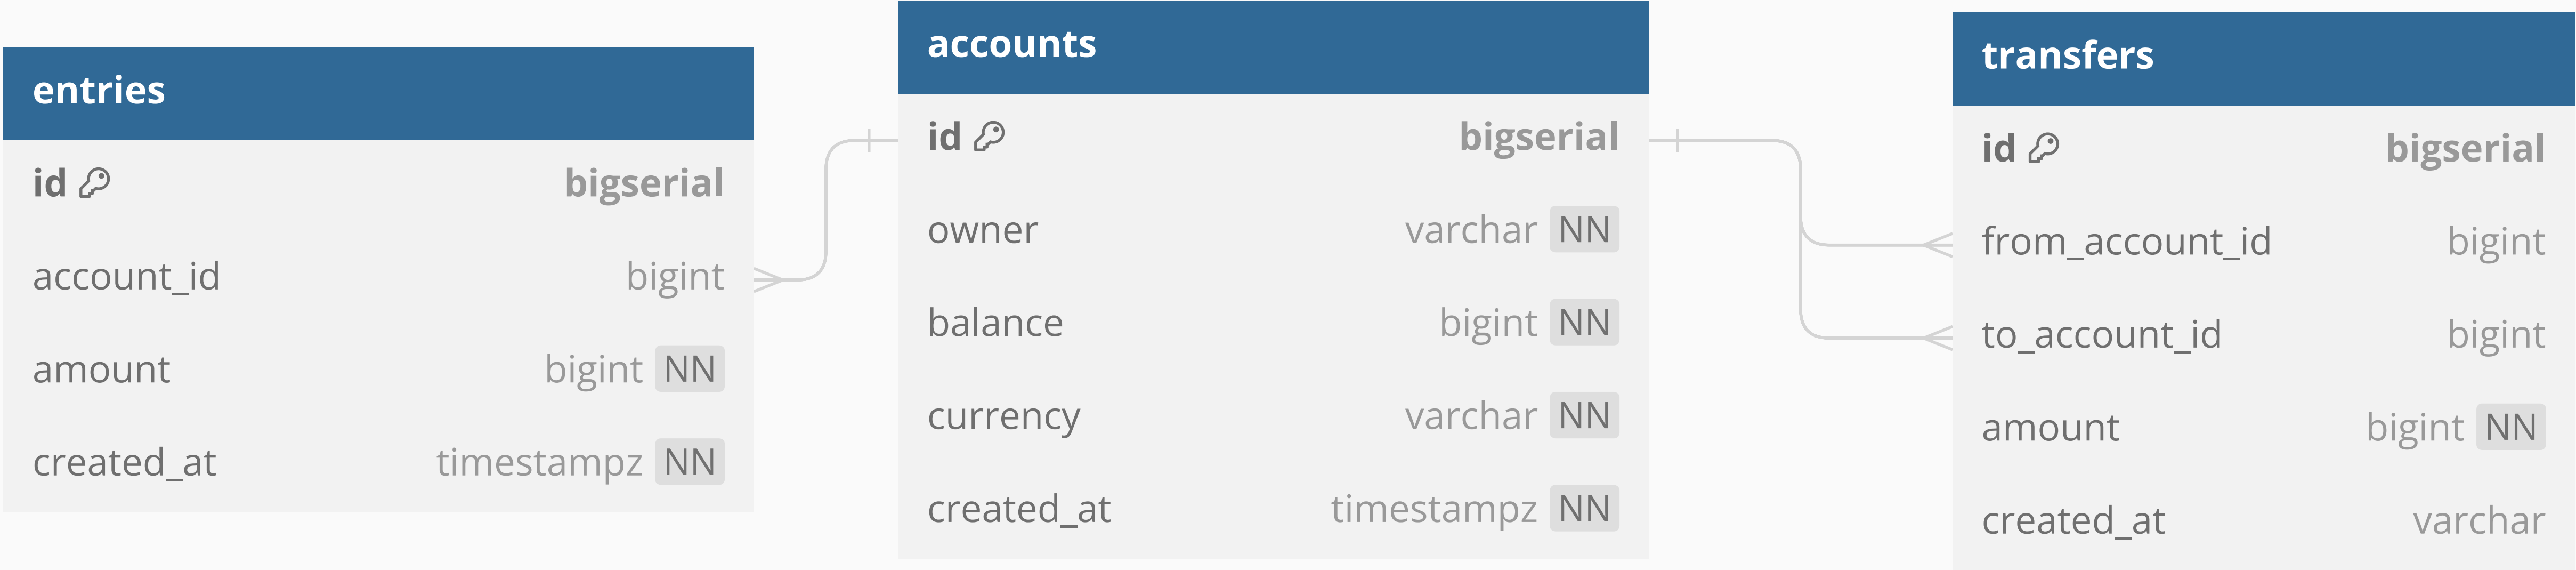 entries
id bigserial
account_id bigint
amount bigint NN
created_at timestampz NN
accounts
id bigserial
owner varchar NN
balance bigint NN
currency varchar NN
created_at timestampz NN
transfers
id bigserial
from_account_id bigint
to_account_id bigint
amount bigint NN
created_at varchar